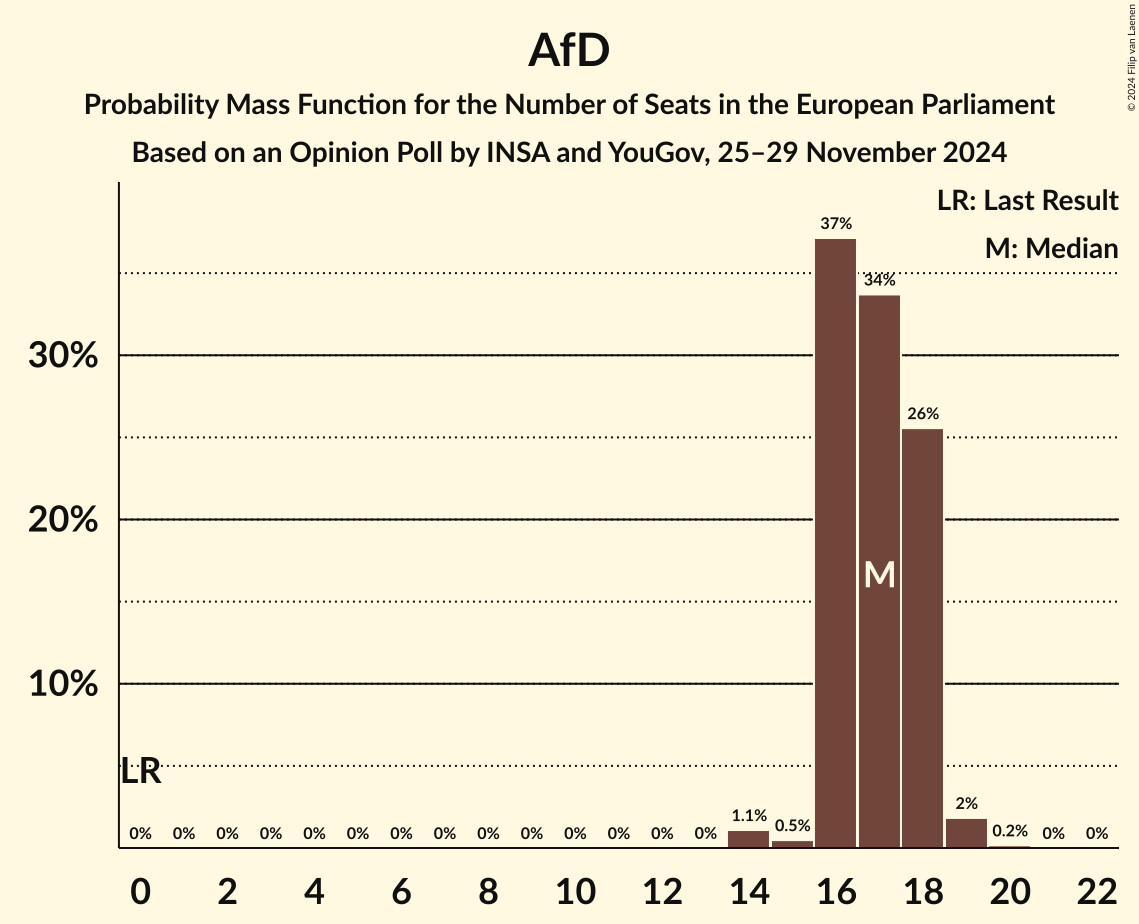 AfD
Probability Mass Function for the Number of Seats in the European Parliament
Based on an Opinion Poll by INSA and YouGov, 25–29 November 2024
© 2024 Filip van Laenen
LR: Last Result
M: Median
37%
34%
30%
26%
20%
M
10%
LR
0% 0% 0% 0% 0% 0% 0% 0% 0% 0% 0% 0% 0% 0% 1.1% 0.5% 2% 0.2% 0% 0%
0 2 4 6 8 10 12 14 16 18 20 22